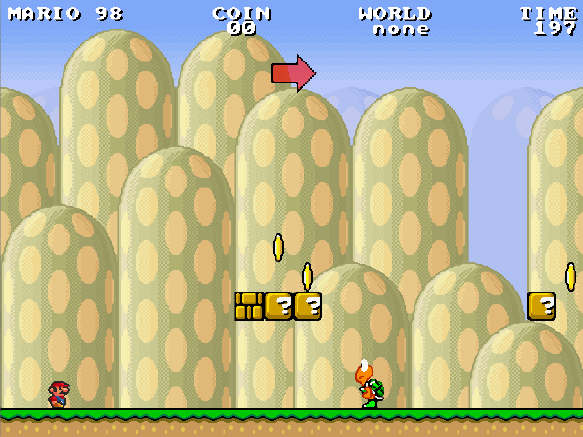 MARIO 98 COIN WORLD TIME
00 none 197
? ? ?